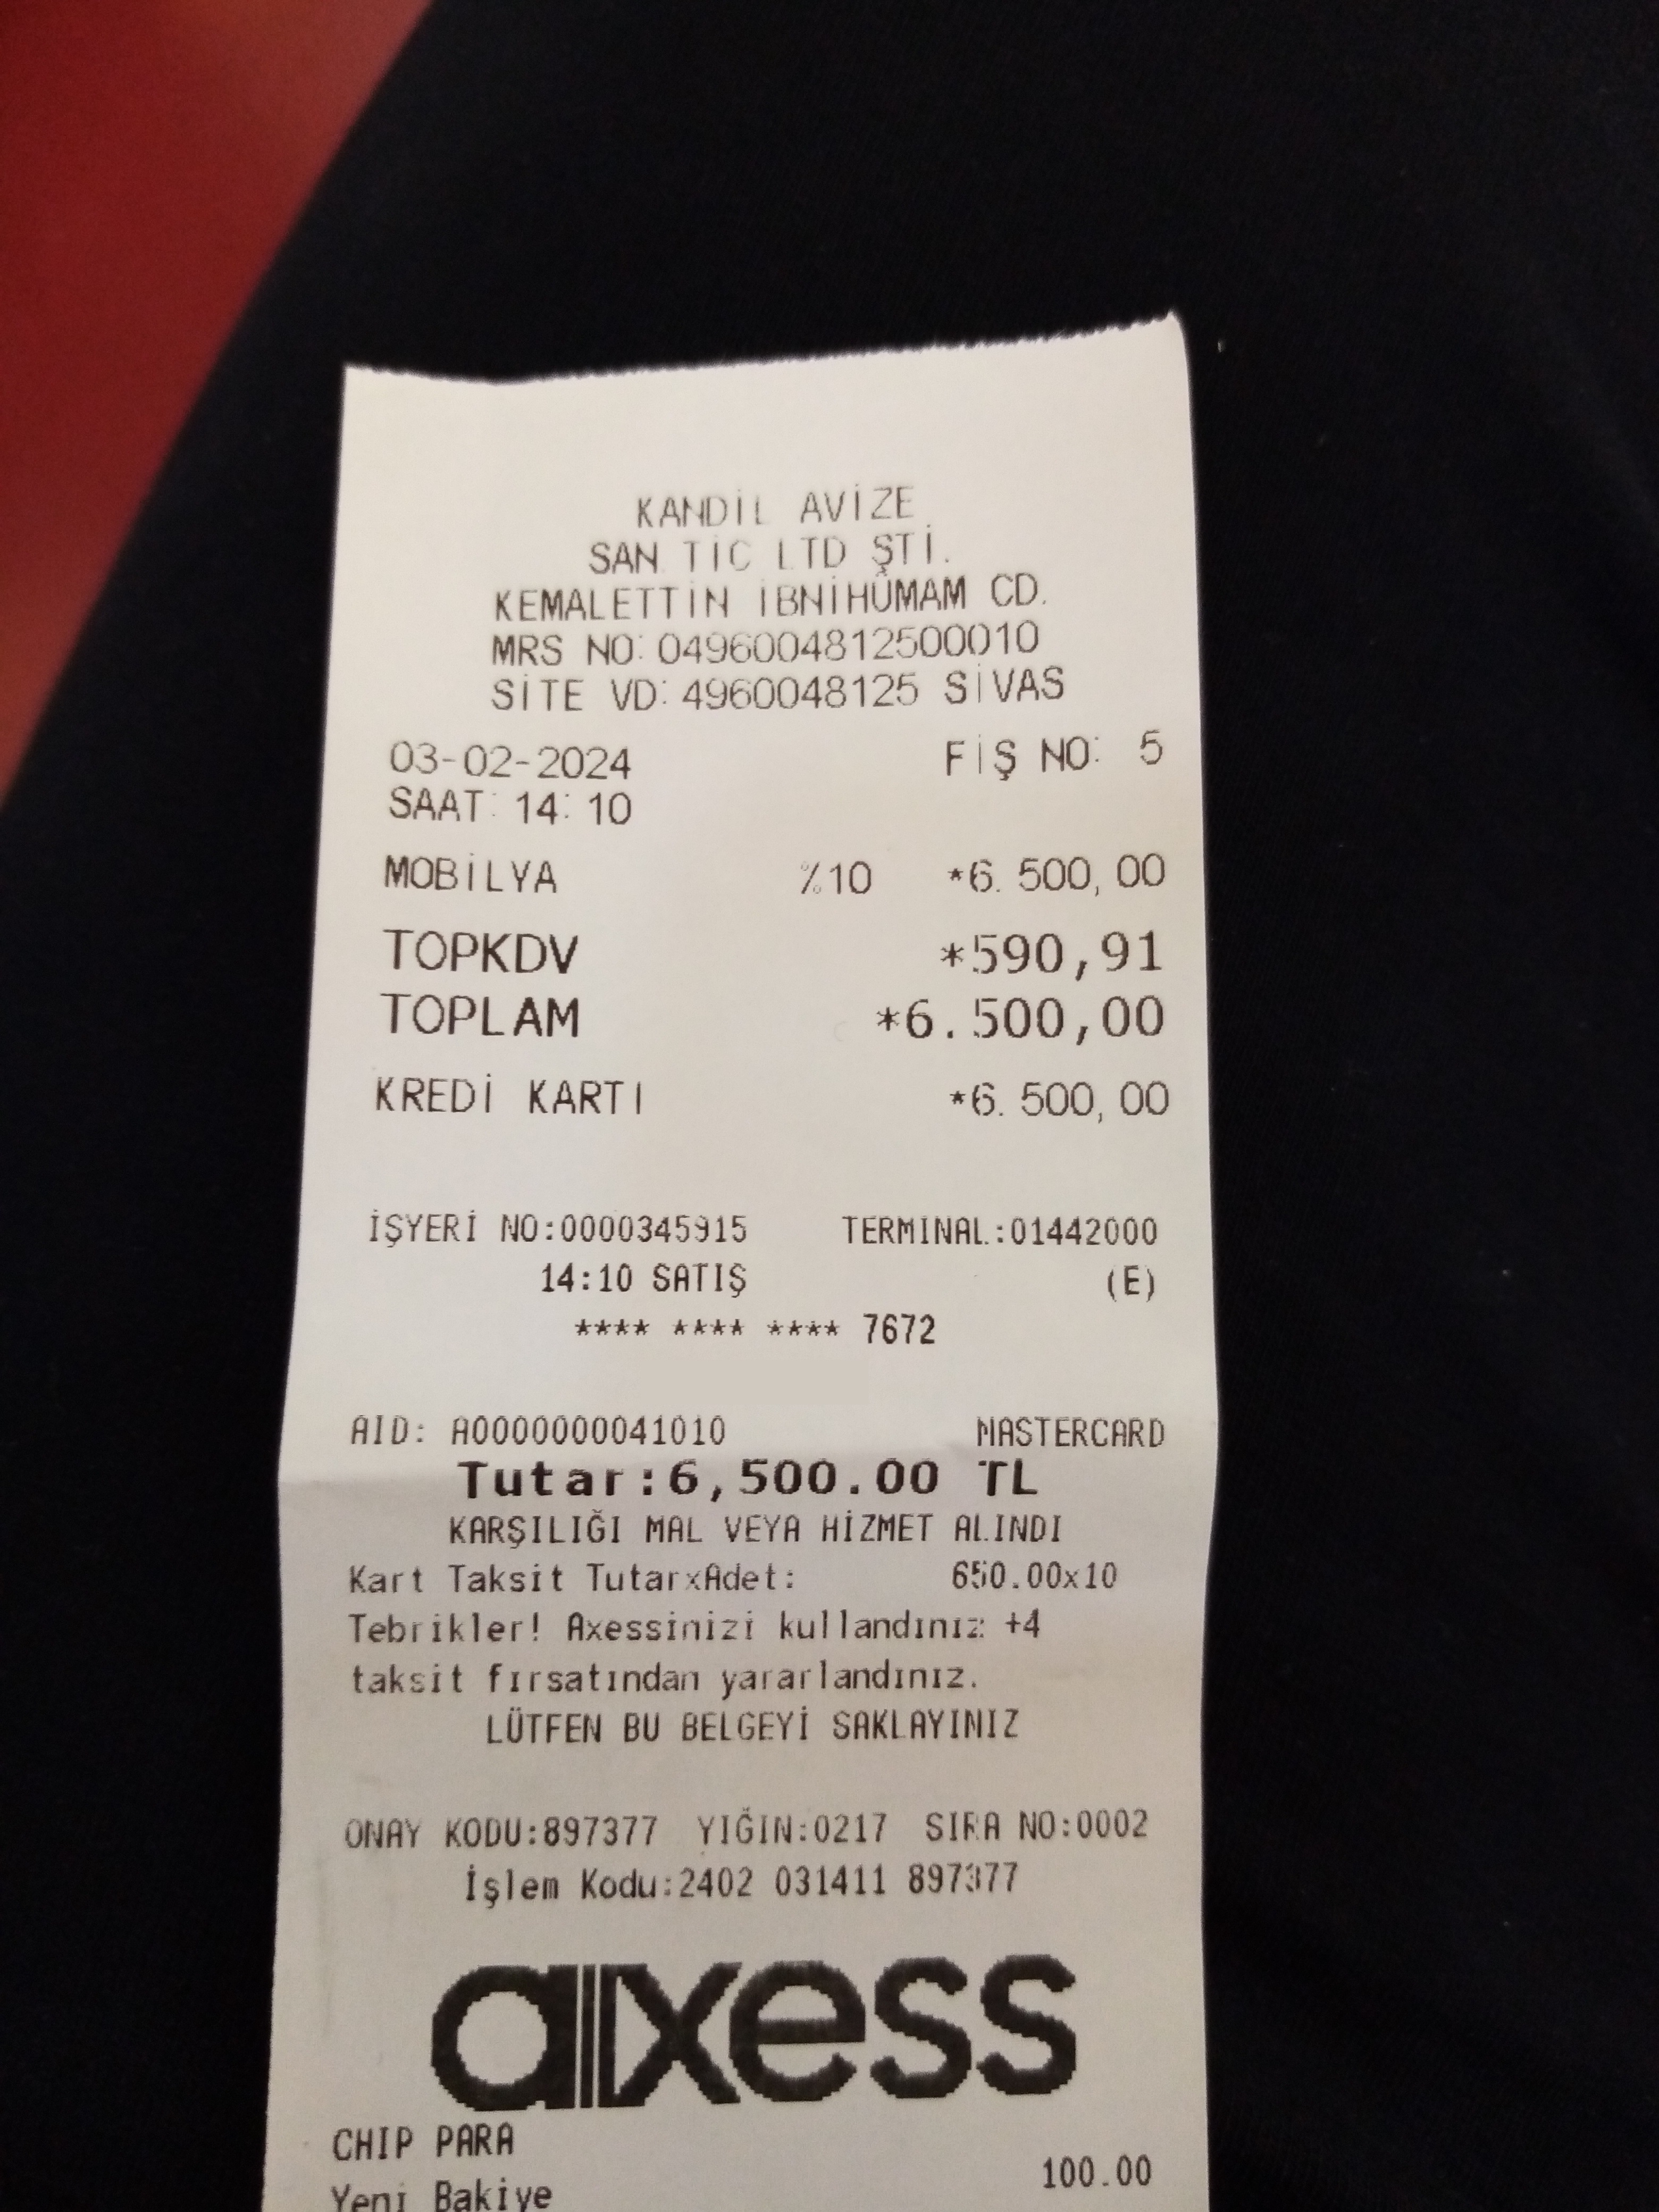 KANDİL AVİZE
SAN TİC LTD ŞTİ.
KEMALETTİN İBNİHÜMAM CD.
MRS NO: 0496004812500010
SİTE VD: 4960048125 SİVAS
03-02-2024 FİŞ NO: 5
SAAT: 14:10
MOBİLYA %10 *6.500,00
TOPKDV *590,91
TOPLAM *6.500,00
KREDİ KARTI *6.500,00
İŞYERİ NO:0000345915 TERMINAL:01442000
14:10 SATIŞ (E)
**** **** **** 7672
AID: A0000000041010 MASTERCARD
Tutar:6,500.00 TL
KARŞILIĞI MAL VEYA HİZMET ALINDI
Kart Taksit TutarxAdet: 650.00x10
Tebrikler! Axessinizi kullandınız +4
taksit fırsatından yararlandınız.
LÜTFEN BU BELGEYİ SAKLAYINIZ
ONAY KODU:897377 YIĞIN:0217 SIRA NO:0002
İşlem Kodu:2402 031411 897377
axess
CHIP PARA
Yeni Bakiye 100.00